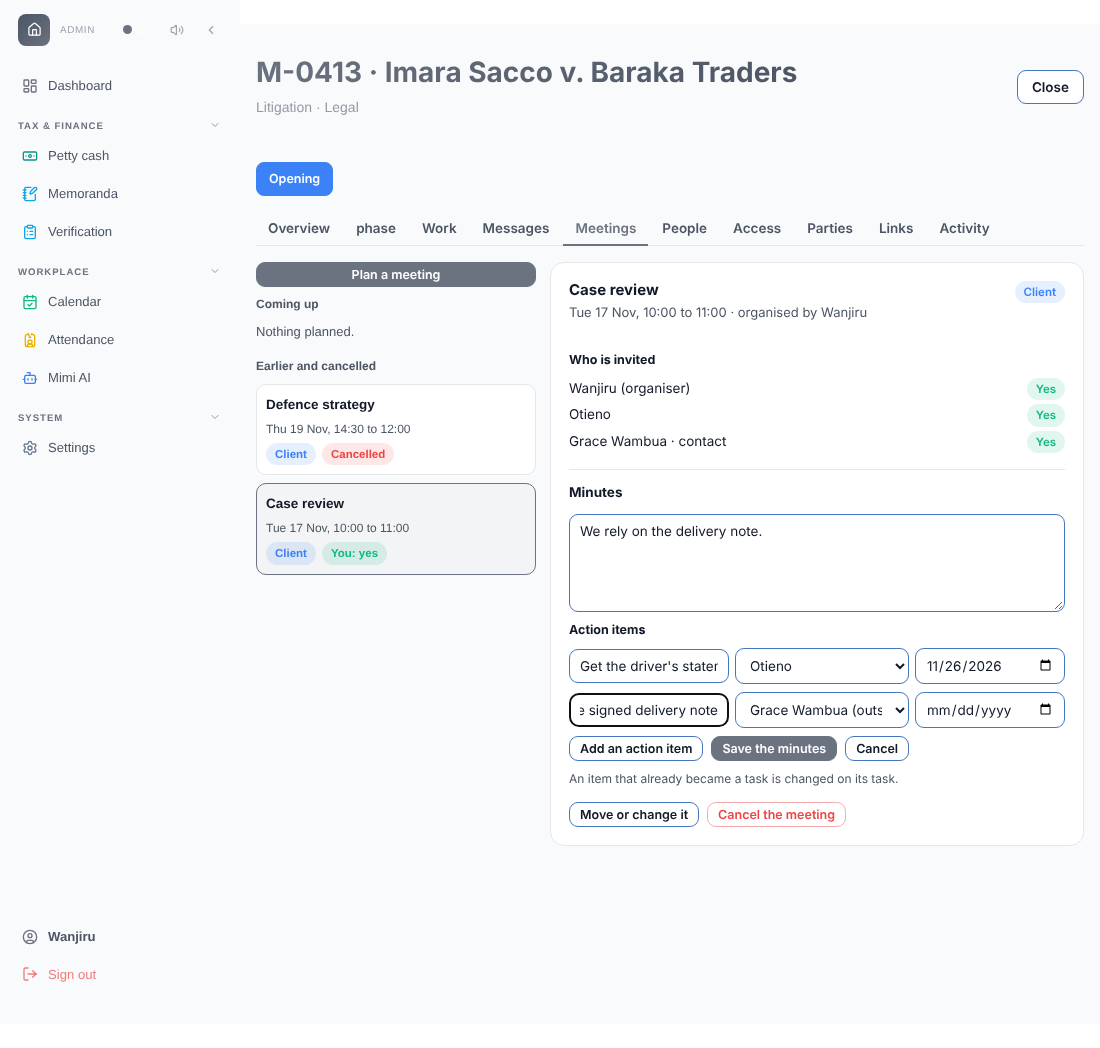 ADMIN
Dashboard
TAX & FINANCE
Petty cash
Memoranda
Verification
WORKPLACE
Calendar
Attendance
Mimi AI
SYSTEM
Settings
Wanjiru
Sign out
M-0413 · Imara Sacco v. Baraka Traders
Litigation · Legal
Close
Opening
Overview phase Work Messages Meetings People Access Parties Links Activity
Plan a meeting
Coming up
Nothing planned.
Earlier and cancelled
Defence strategy
Thu 19 Nov, 14:30 to 12:00
Client Cancelled
Case review
Tue 17 Nov, 10:00 to 11:00
Client You: yes
Case review
Client
Tue 17 Nov, 10:00 to 11:00 · organised by Wanjiru
Who is invited
Wanjiru (organiser) Yes
Otieno Yes
Grace Wambua · contact Yes
Minutes
We rely on the delivery note.
Action items
Get the driver's stater Otieno 11/26/2026
e signed delivery note Grace Wambua (outs mm/dd/yyyy
Add an action item Save the minutes Cancel
An item that already became a task is changed on its task.
Move or change it Cancel the meeting